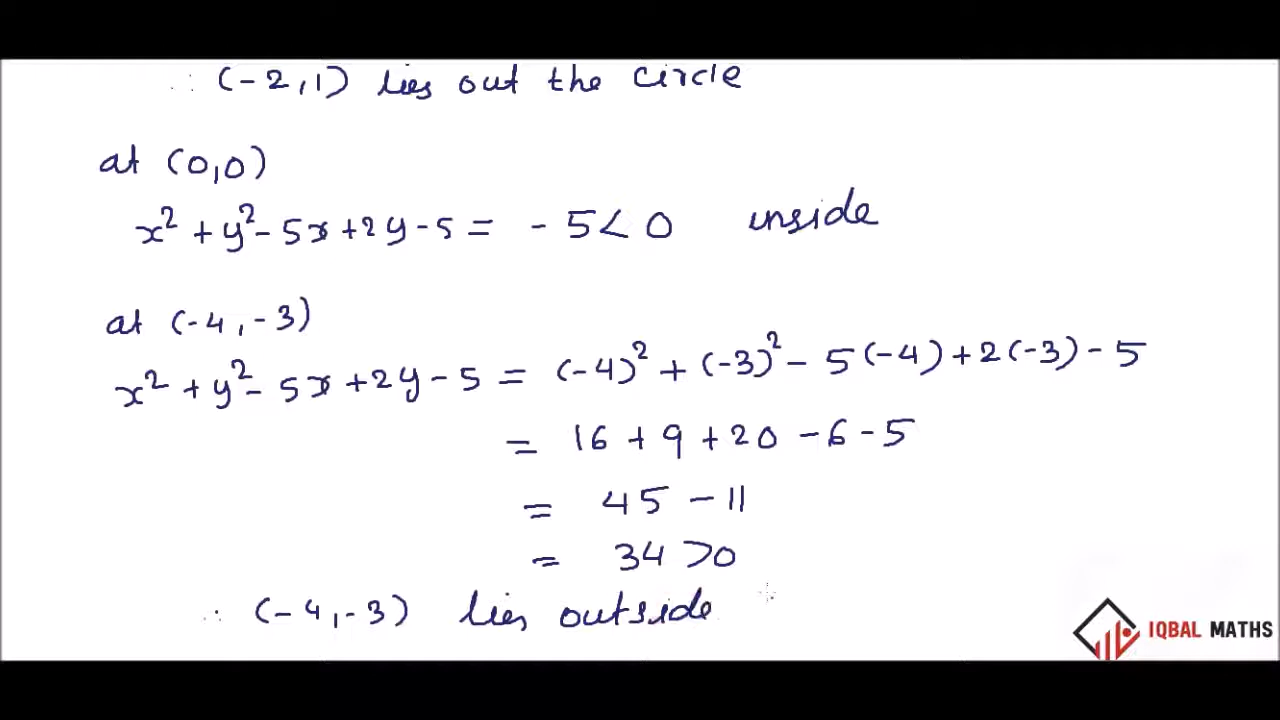 ∴ (-2,1) lies out the circle
at (0,0)
x² + y² - 5x + 2y - 5 = - 5 < 0 inside
at (-4, -3)
x² + y² - 5x + 2y - 5 = (-4)² + (-3)² - 5(-4) + 2(-3) - 5
= 16 + 9 + 20 - 6 - 5
= 45 - 11
= 34 > 0
∴ (-4, -3) lies outside
IQBAL MATHS